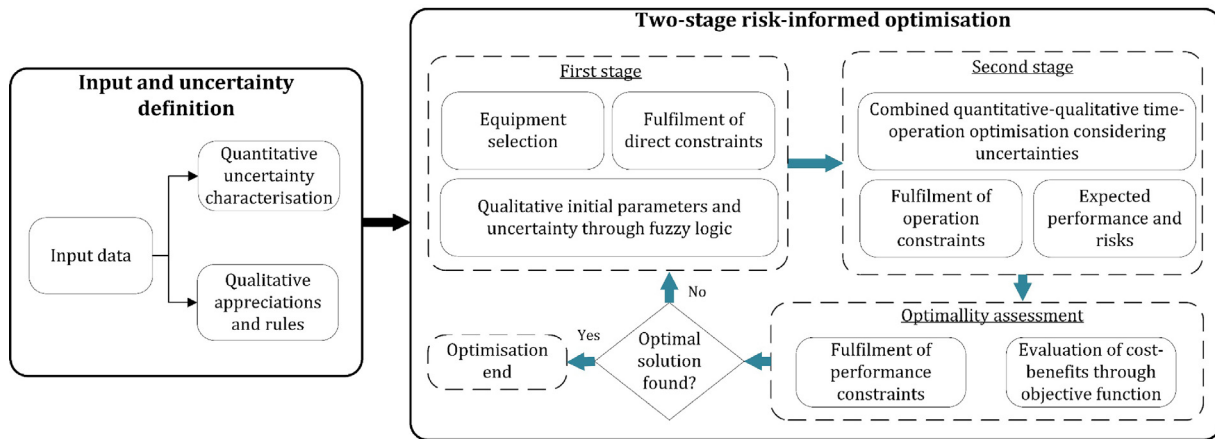 Input and uncertainty
definition
Input data
Quantitative
uncertainty
characterisation
Qualitative
appreciations
and rules
Two-stage risk-informed optimisation
First stage
Equipment
selection
Fulfilment of
direct constraints
Qualitative initial parameters and
uncertainty through fuzzy logic
Second stage
Combined quantitative-qualitative time-
operation optimisation considering
uncertainties
Fulfilment of
operation
constraints
Expected
performance and
risks
Optimallity assessment
Fulfilment of
performance
constraints
Evaluation of cost-
benefits through
objective function
Optimal
solution
found?
No
Yes
Optimisation
end